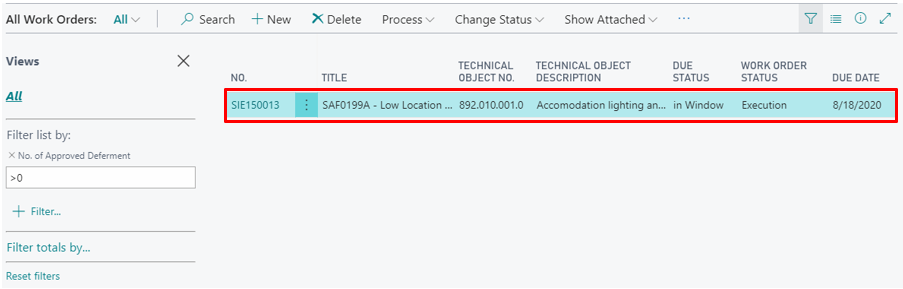 All Work Orders: All Search + New Delete Process Change Status Show Attached ...
Views
All
Filter list by:
× No. of Approved Deferment
>0
+ Filter...
Filter totals by...
Reset filters
NO. TITLE TECHNICAL OBJECT NO. TECHNICAL OBJECT DESCRIPTION DUE STATUS WORK ORDER STATUS DUE DATE
SIE150013 SAF0199A - Low Location ... 892.010.001.0 Accomodation lighting an... in Window Execution 8/18/2020